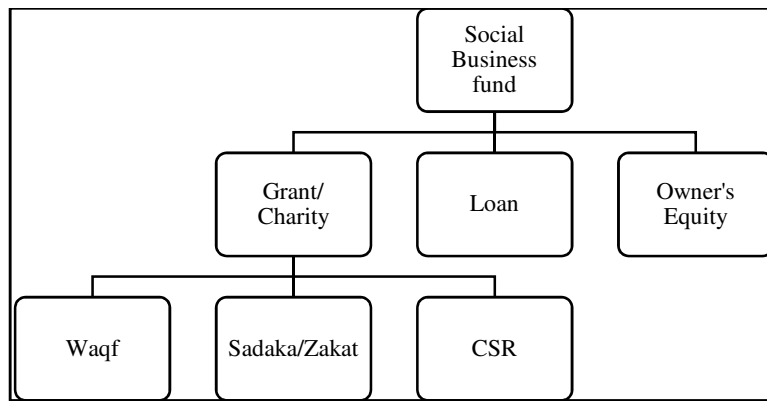 Social
Business
fund
Grant/
Charity
Loan
Owner's
Equity
Waqf
Sadaka/Zakat
CSR